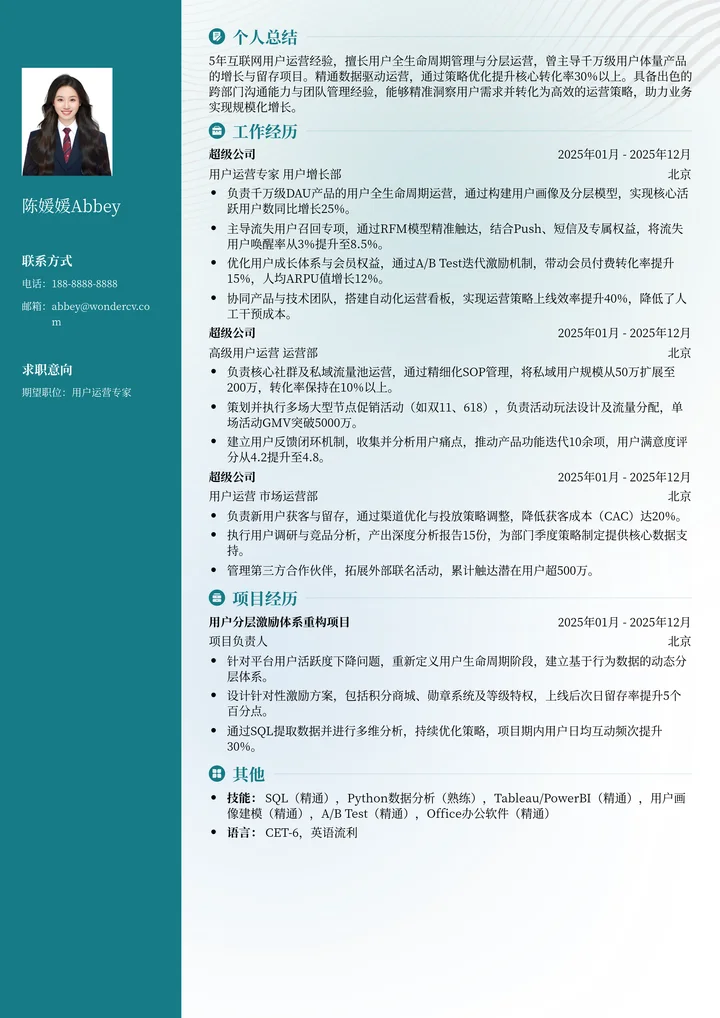 陈媛媛Abbey
联系方式
电话：188-8888-8888
邮箱：abbey@wondercv.co
m
求职意向
期望职位：用户运营专家
个人总结
5年互联网用户运营经验，擅长用户全生命周期管理与分层运营，曾主导千万级用户体量产品
的增长与留存项目。精通数据驱动运营，通过策略优化提升核心转化率30%以上。具备出色的
跨部门沟通能力与团队管理经验，能够精准洞察用户需求并转化为高效的运营策略，助力业务
实现规模化增长。
工作经历
超级公司 2025年01月 - 2025年12月
用户运营专家 用户增长部 北京
• 负责千万级DAU产品的用户全生命周期运营，通过构建用户画像及分层模型，实现核心活
跃用户数同比增长25%。
• 主导流失用户召回专项，通过RFM模型精准触达，结合Push、短信及专属权益，将流失
用户唤醒率从3%提升至8.5%。
• 优化用户成长体系与会员权益，通过A/B Test迭代激励机制，带动会员付费转化率提升
15%，人均ARPU值增长12%。
• 协同产品与技术团队，搭建自动化运营看板，实现运营策略上线效率提升40%，降低了人
工干预成本。
超级公司 2025年01月 - 2025年12月
高级用户运营 运营部 北京
• 负责核心社群及私域流量池运营，通过精细化SOP管理，将私域用户规模从50万扩展至
200万，转化率保持在10%以上。
• 策划并执行多场大型节点促销活动（如双11、618），负责活动玩法设计及流量分配，单
场活动GMV突破5000万。
• 建立用户反馈闭环机制，收集并分析用户痛点，推动产品功能迭代10余项，用户满意度评
分从4.2提升至4.8。
超级公司 2025年01月 - 2025年12月
用户运营 市场运营部 北京
• 负责新用户获客与留存，通过渠道优化与投放策略调整，降低获客成本（CAC）达20%。
• 执行用户调研与竞品分析，产出深度分析报告15份，为部门季度策略制定提供核心数据支
持。
• 管理第三方合作伙伴，拓展外部联名活动，累计触达潜在用户超500万。
项目经历
用户分层激励体系重构项目 2025年01月 - 2025年12月
项目负责人 北京
• 针对平台用户活跃度下降问题，重新定义用户生命周期阶段，建立基于行为数据的动态分
层体系。
• 设计针对性激励方案，包括积分商城、勋章系统及等级特权，上线后次日留存率提升5个
百分点。
• 通过SQL提取数据并进行多维分析，持续优化策略，项目期内用户日均互动频次提升
30%。
其他
• 技能： SQL（精通）, Python数据分析（熟练）, Tableau/PowerBI（精通）, 用户画
像建模（精通）, A/B Test（精通）, Office办公软件（精通）
• 语言： CET-6，英语流利